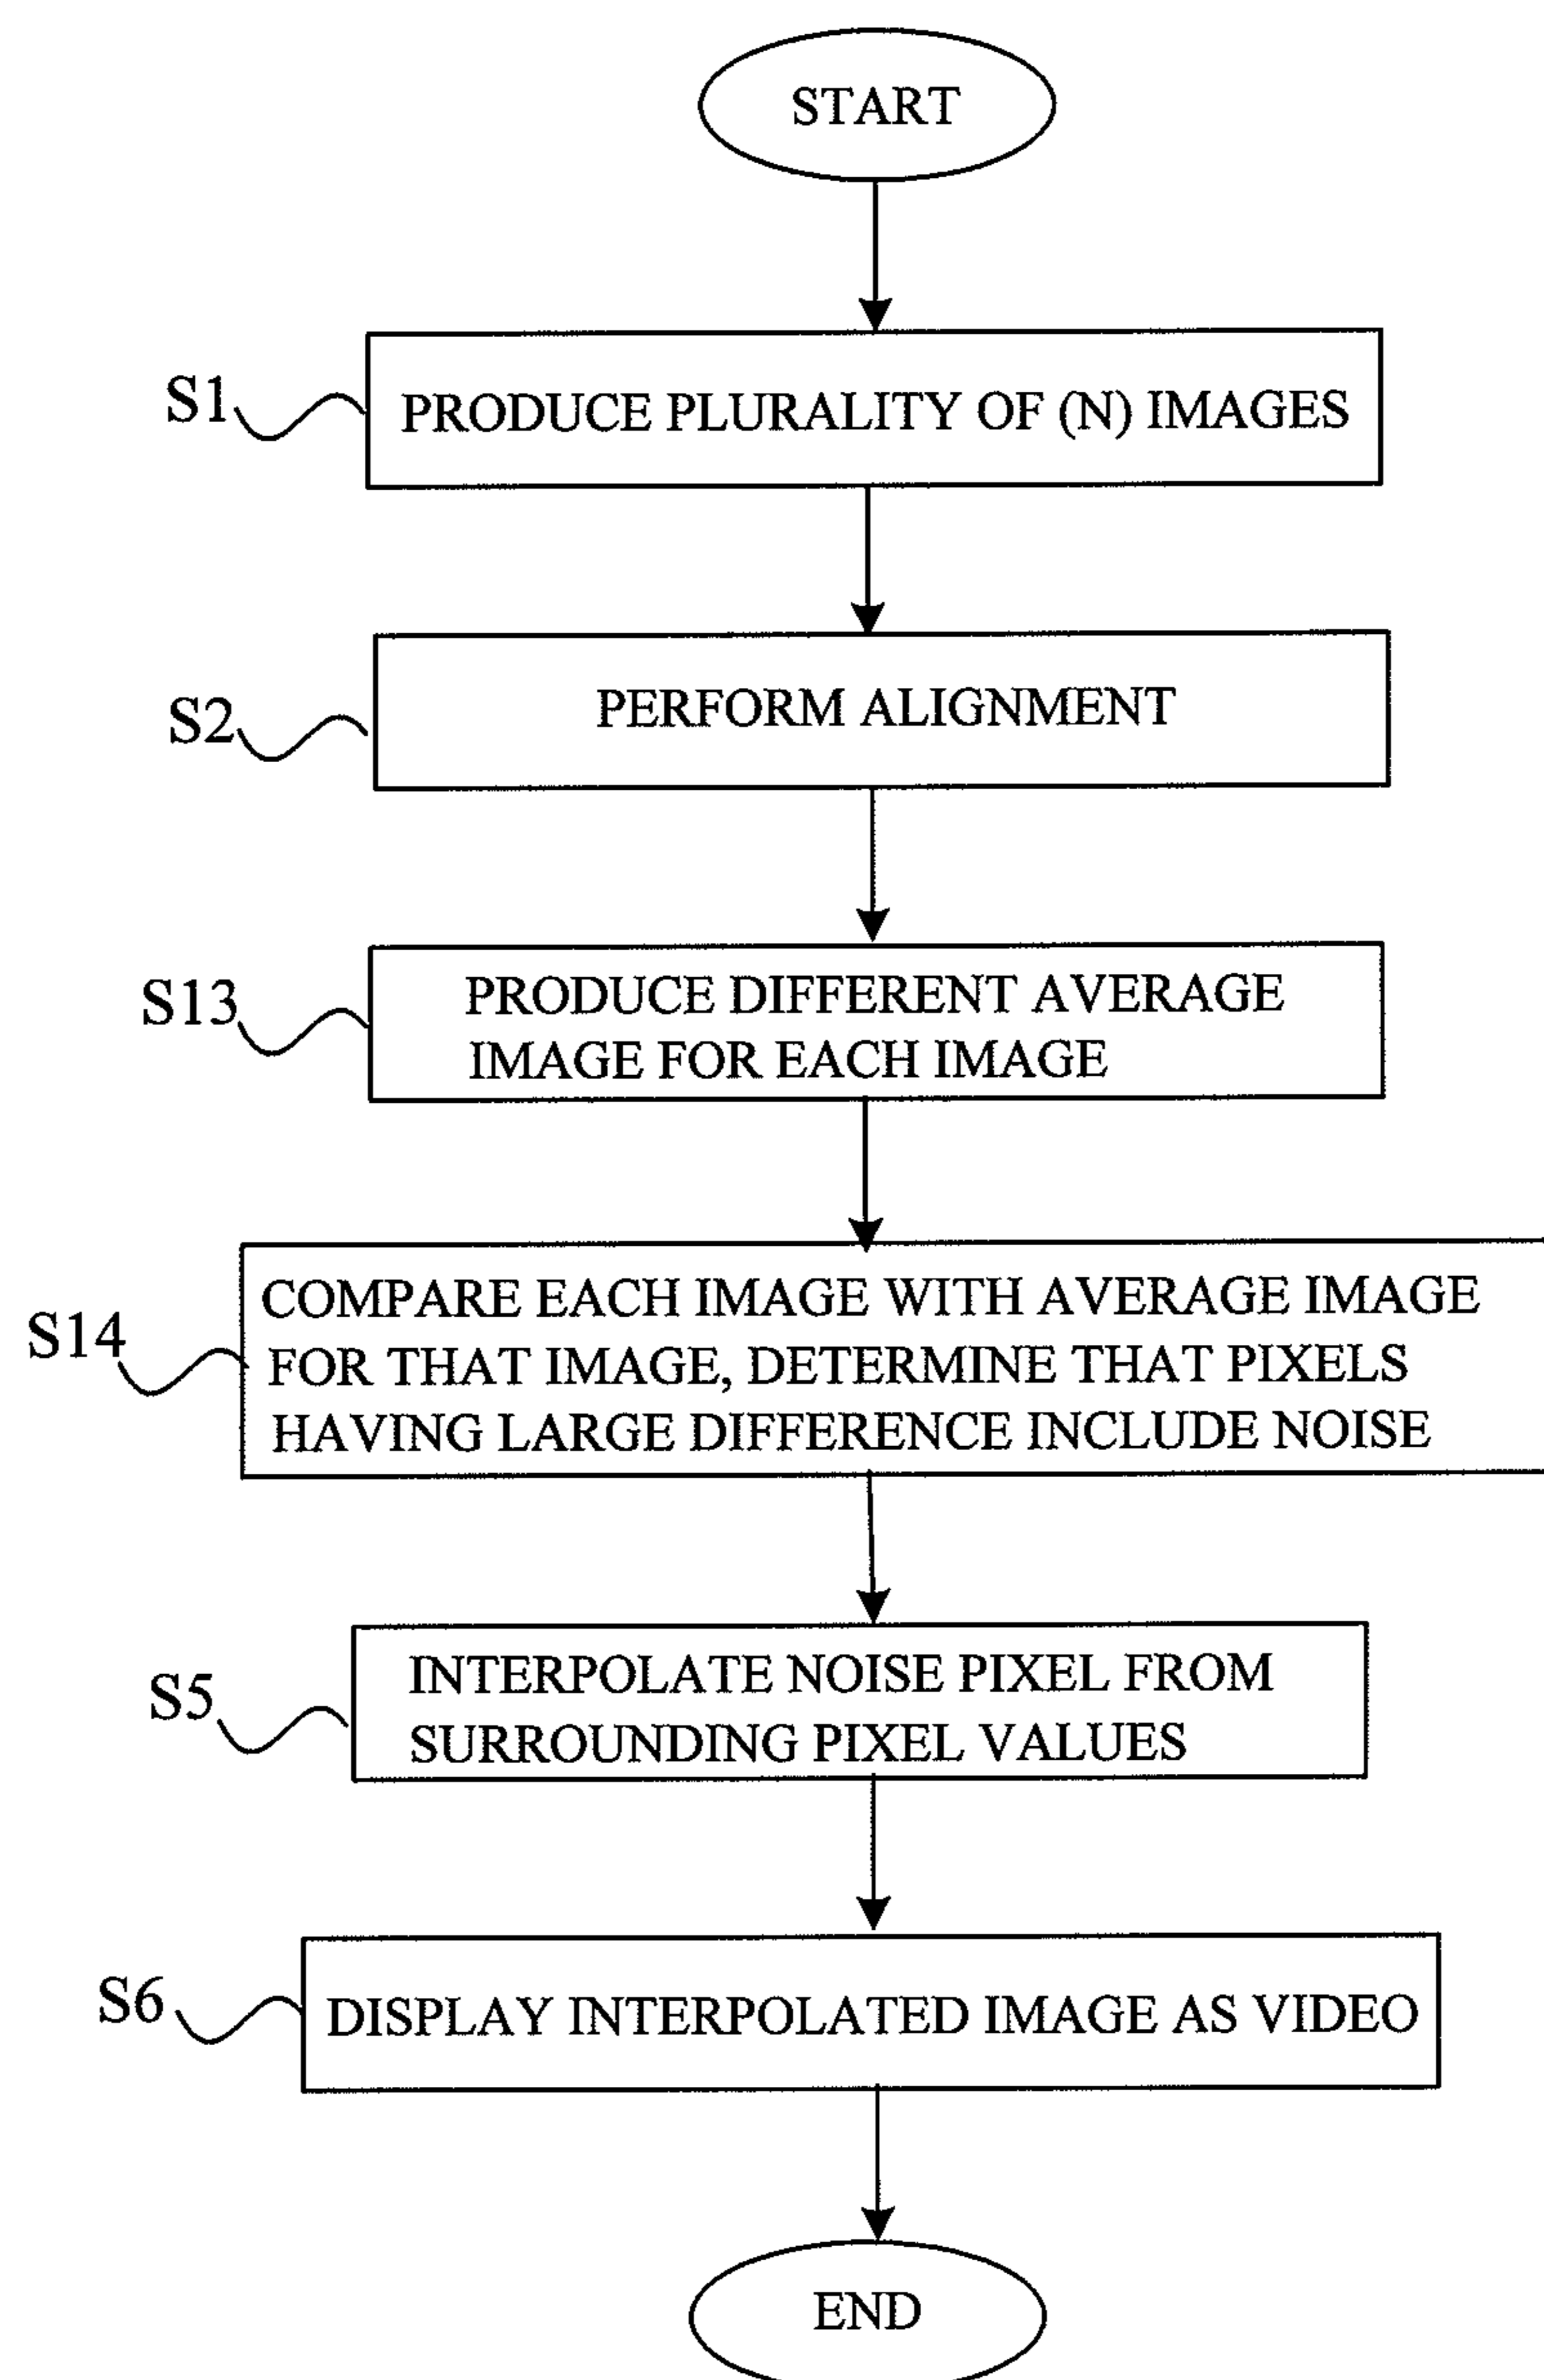 START
S1
PRODUCE PLURALITY OF (N) IMAGES
S2
PERFORM ALIGNMENT
S13
PRODUCE DIFFERENT AVERAGE
IMAGE FOR EACH IMAGE
S14
COMPARE EACH IMAGE WITH AVERAGE IMAGE
FOR THAT IMAGE, DETERMINE THAT PIXELS
HAVING LARGE DIFFERENCE INCLUDE NOISE
S5
INTERPOLATE NOISE PIXEL FROM
SURROUNDING PIXEL VALUES
S6
DISPLAY INTERPOLATED IMAGE AS VIDEO
END